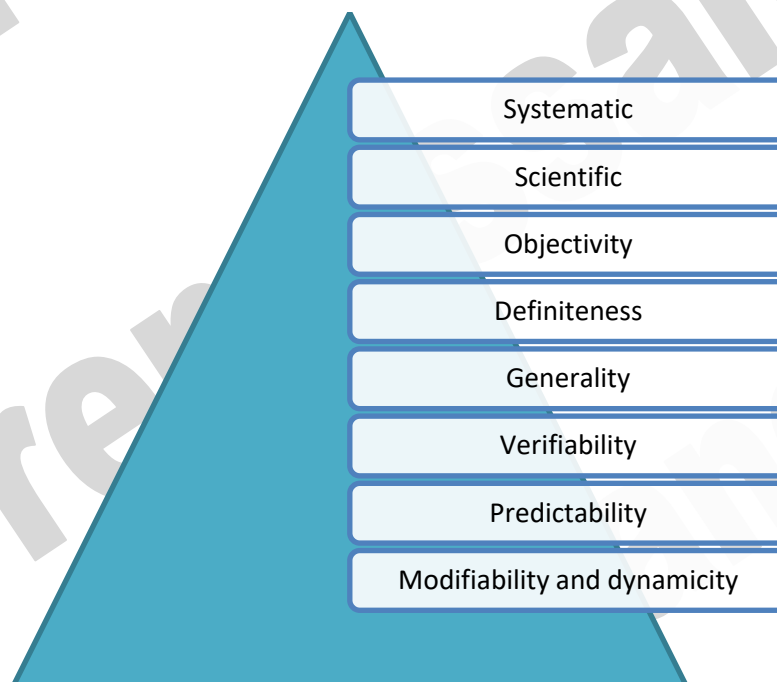 Systematic
Scientific
Objectivity
Definiteness
Generality
Verifiability
Predictability
Modifiability and dynamicity